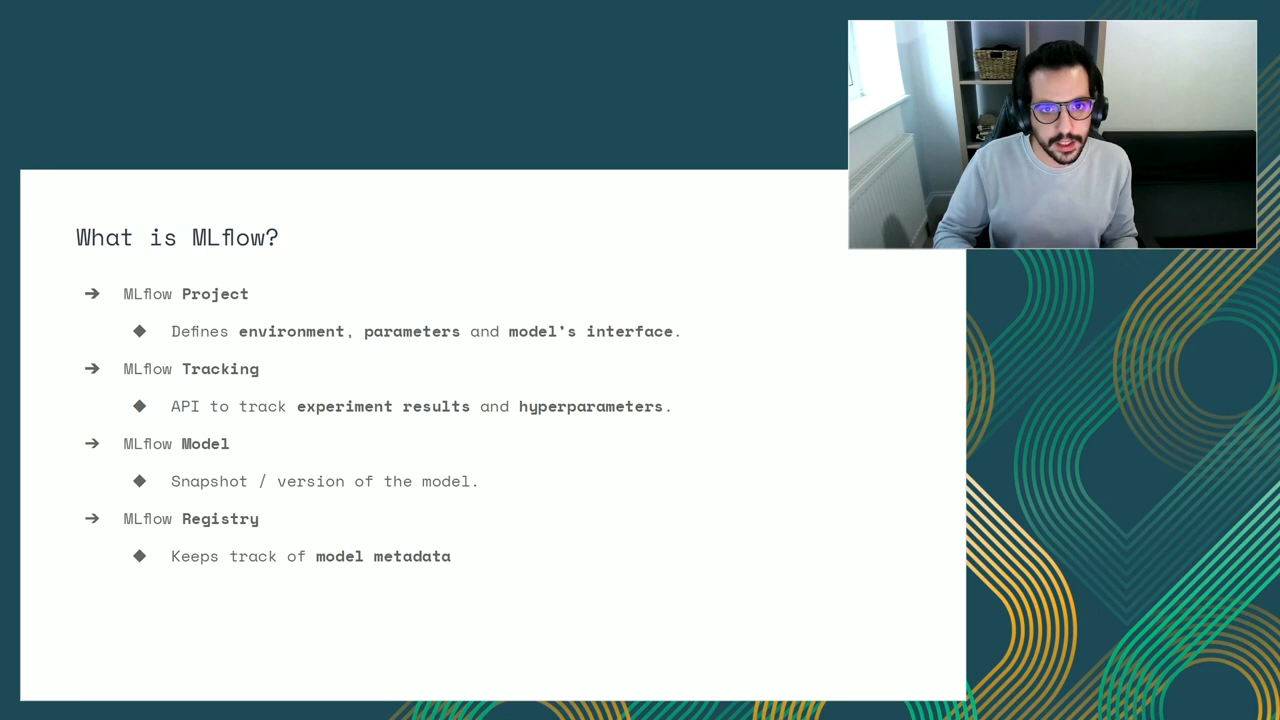 What is MLflow?
➔ MLflow Project
◆ Defines environment, parameters and model's interface.
➔ MLflow Tracking
◆ API to track experiment results and hyperparameters.
➔ MLflow Model
◆ Snapshot / version of the model.
➔ MLflow Registry
◆ Keeps track of model metadata